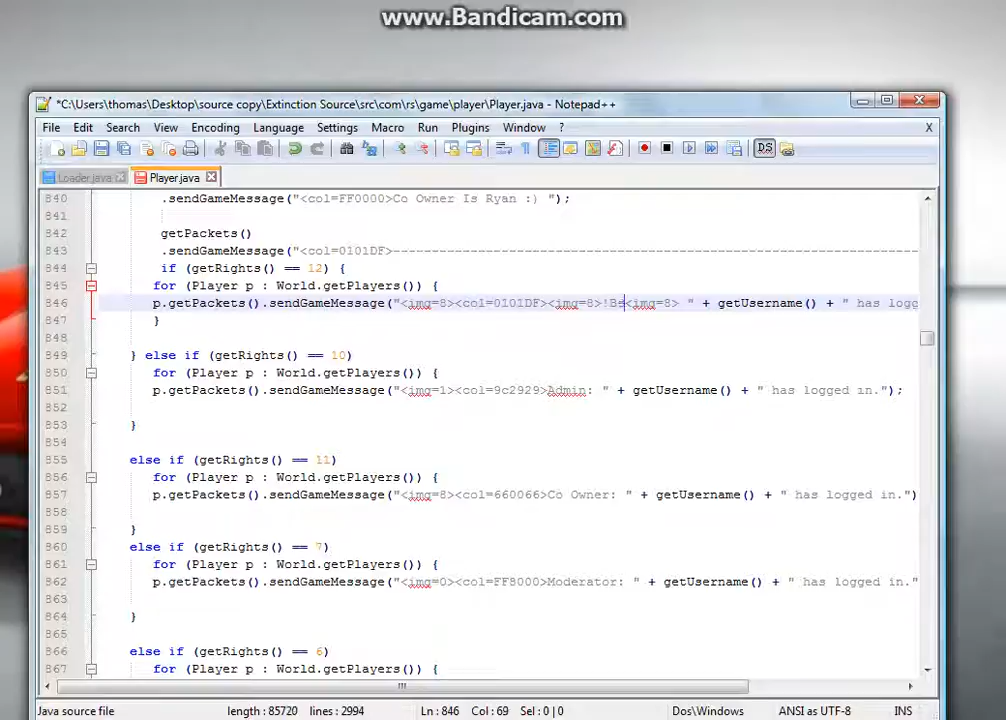 www.Bandicam.com
*C:\Users\thomas\Desktop\source copy\Extinction Source\src\com\rs\game\player\Player.java - Notepad++
File Edit Search View Encoding Language Settings Macro Run Plugins Window ? X
Loader.java Player.java
840 .sendGameMessage("<col=FF0000>Co Owner Is Ryan :) ");
841
842 getPackets()
843 .sendGameMessage("<col=0101DF>--------------------------------------------------------------------
844 if (getRights() == 12) {
845 for (Player p : World.getPlayers()) {
846 p.getPackets().sendGameMessage("<img=8><col=0101DF><img=8>!Bs<img=8> " + getUsername() + " has logg
847 }
848
849 } else if (getRights() == 10)
850 for (Player p : World.getPlayers()) {
851 p.getPackets().sendGameMessage("<img=1><col=9c2929>Admin: " + getUsername() + " has logged in.");
852
853 }
854
855 else if (getRights() == 11)
856 for (Player p : World.getPlayers()) {
857 p.getPackets().sendGameMessage("<img=8><col=660066>Co Owner: " + getUsername() + " has logged in.")
858
859 }
860 else if (getRights() == 7)
861 for (Player p : World.getPlayers()) {
862 p.getPackets().sendGameMessage("<img=0><col=FF8000>Moderator: " + getUsername() + " has logged in."
863
864 }
865
866 else if (getRights() == 6)
867 for (Player p : World.getPlayers()) {
Java source file length : 85720 lines : 2994 Ln : 846 Col : 69 Sel : 0 | 0 Dos\Windows ANSI as UTF-8 INS